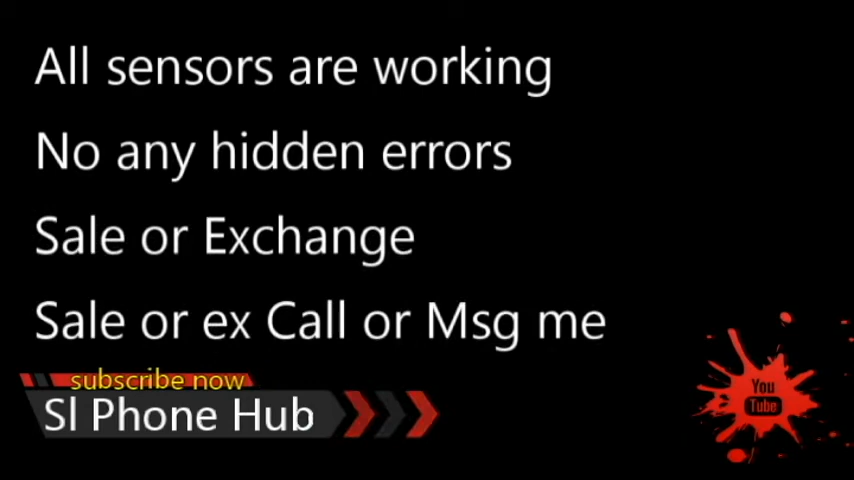 All sensors are working
No any hidden errors
Sale or Exchange
Sale or ex Call or Msg me
subscribe now
Sl Phone Hub
You
Tube